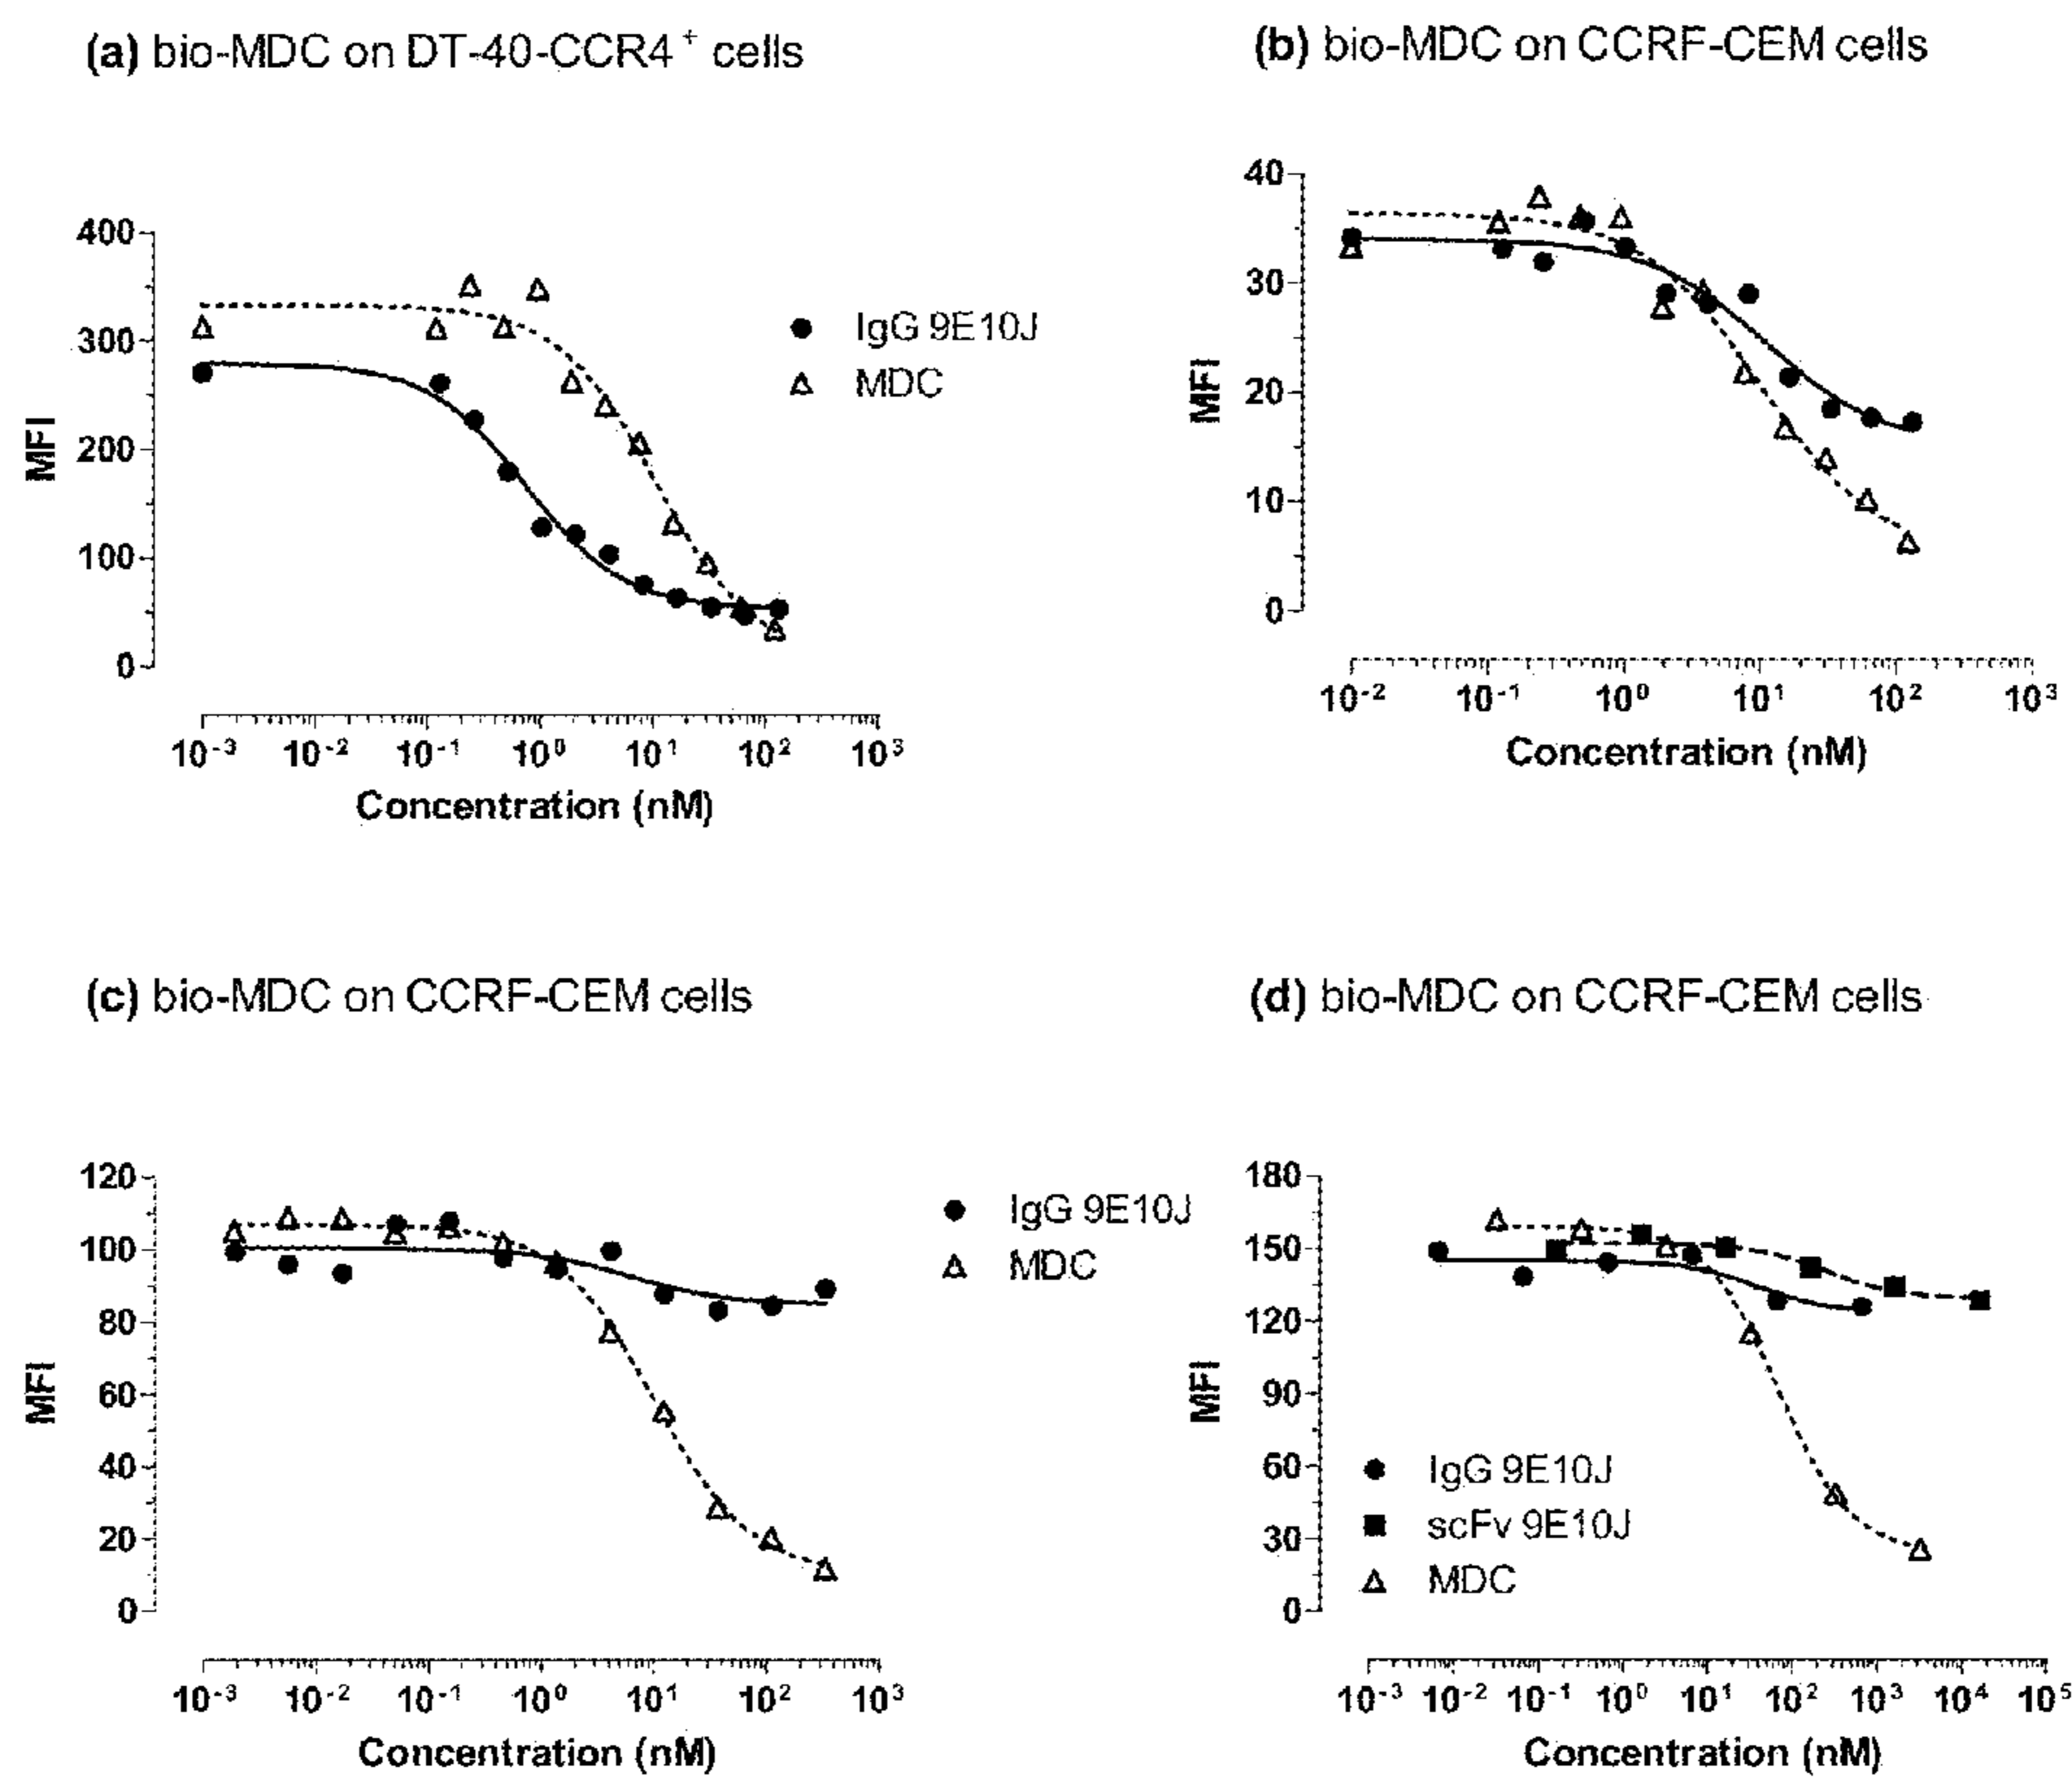 (a) bio-MDC on DT-40-CCR4⁺ cells
400
300
200
100
0
MFI
IgG 9E10J
MDC
10⁻³ 10⁻² 10⁻¹ 10⁰ 10¹ 10² 10³
Concentration (nM)
(b) bio-MDC on CCRF-CEM cells
40
30
20
10
0
MFI
10⁻² 10⁻¹ 10⁰ 10¹ 10² 10³
Concentration (nM)
(c) bio-MDC on CCRF-CEM cells
120
100
80
60
40
20
0
MFI
IgG 9E10J
MDC
10⁻³ 10⁻² 10⁻¹ 10⁰ 10¹ 10² 10³
Concentration (nM)
(d) bio-MDC on CCRF-CEM cells
180
150
120
90
60
30
0
MFI
IgG 9E10J
scFv 9E10J
MDC
10⁻³ 10⁻² 10⁻¹ 10⁰ 10¹ 10² 10³ 10⁴ 10⁵
Concentration (nM)